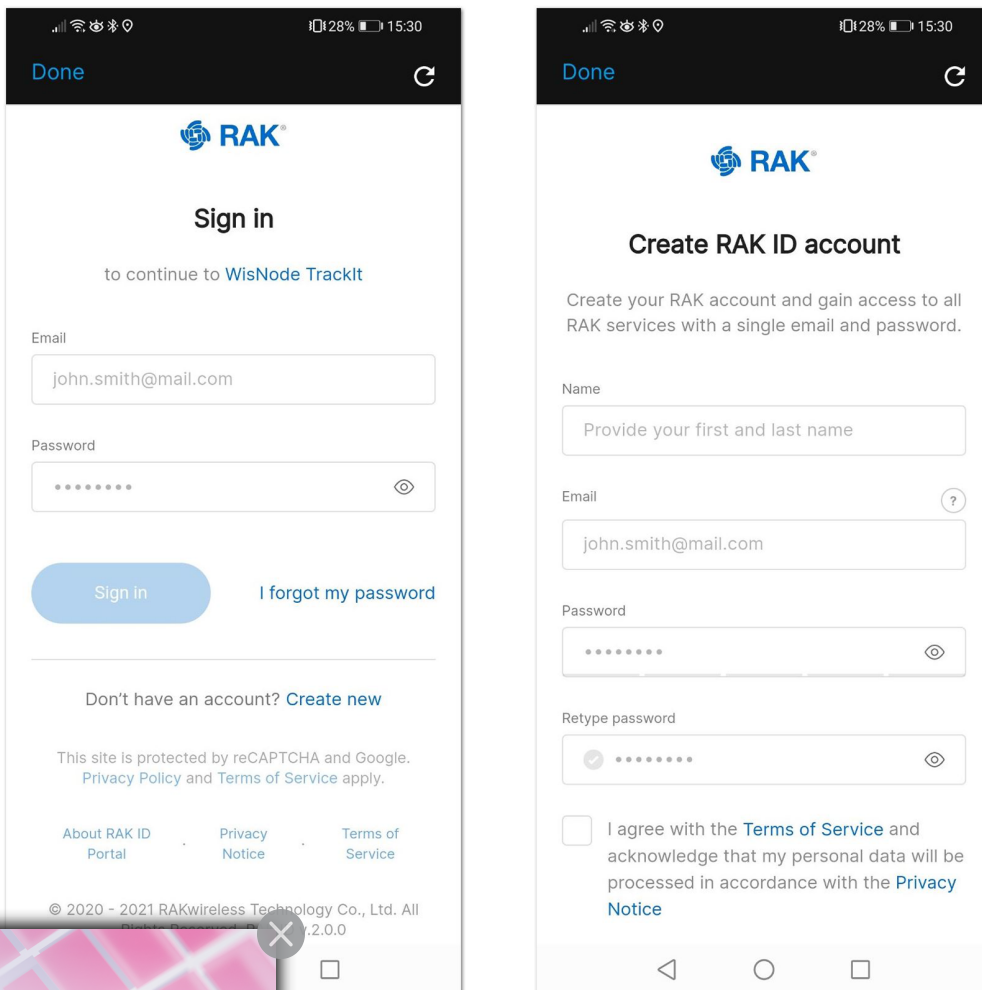 28% 15:30
Done
RAK®
Sign in
to continue to WisNode TrackIt
Email
john.smith@mail.com
Password
Sign in
I forgot my password
Don't have an account? Create new
This site is protected by reCAPTCHA and Google.
Privacy Policy and Terms of Service apply.
About RAK ID
Portal
·
Privacy
Notice
·
Terms of
Service
© 2020 - 2021 RAKwireless Technology Co., Ltd. All
Rights Reserved.
.2.0.0
28% 15:30
Done
RAK®
Create RAK ID account
Create your RAK account and gain access to all
RAK services with a single email and password.
Name
Provide your first and last name
Email
?
john.smith@mail.com
Password
Retype password
I agree with the Terms of Service and
acknowledge that my personal data will be
processed in accordance with the Privacy
Notice